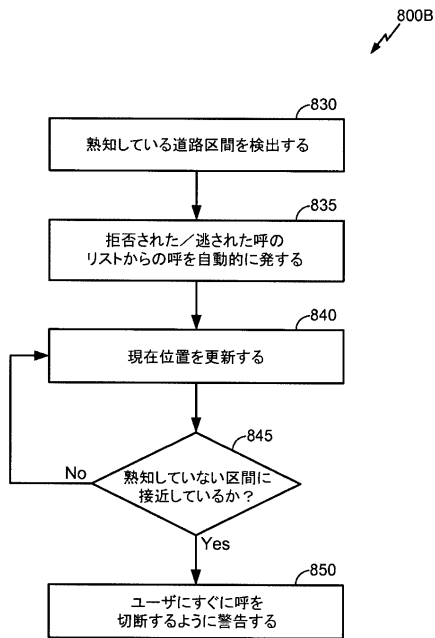 800B
830
熟知している道路区間を検出する
835
拒否された／逃された呼の
リストからの呼を自動的に発する
840
現在位置を更新する
845
熟知していない区間に
接近しているか？
No
Yes
850
ユーザにすぐに呼を
切断するように警告する